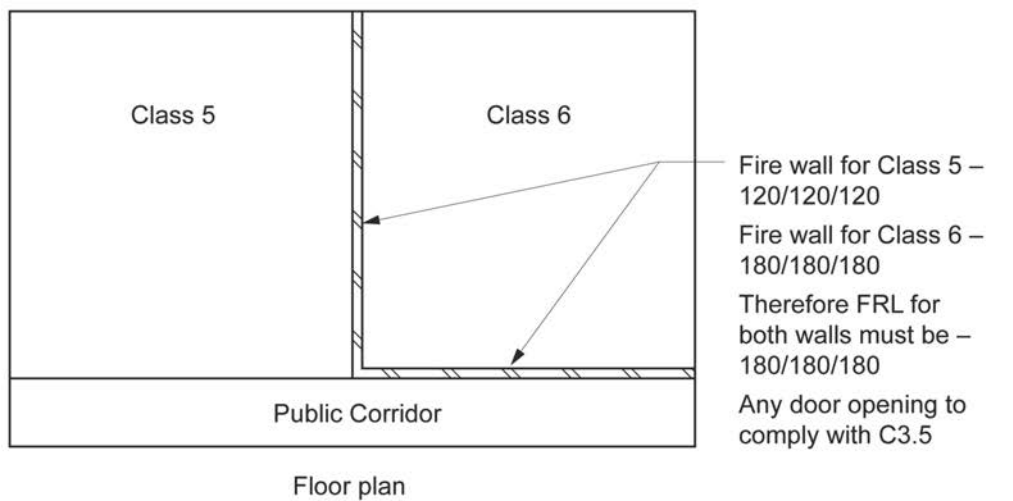 Class 5
Class 6
Fire wall for Class 5 –
120/120/120
Fire wall for Class 6 –
180/180/180
Therefore FRL for
both walls must be –
180/180/180
Any door opening to
comply with C3.5
Public Corridor
Floor plan